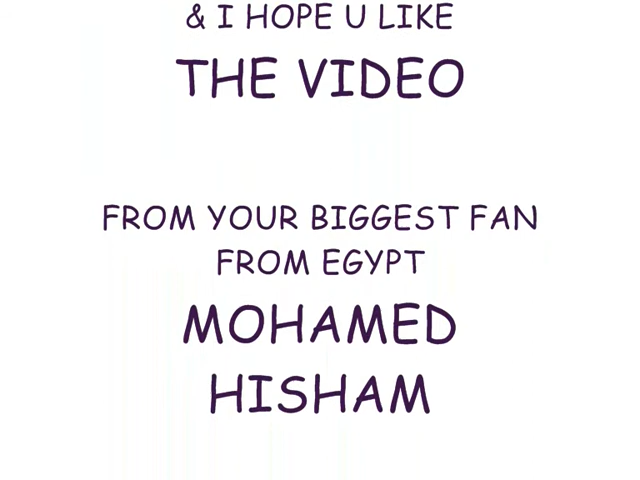 & I HOPE U LIKE
THE VIDEO
FROM YOUR BIGGEST FAN
FROM EGYPT
MOHAMED
HISHAM